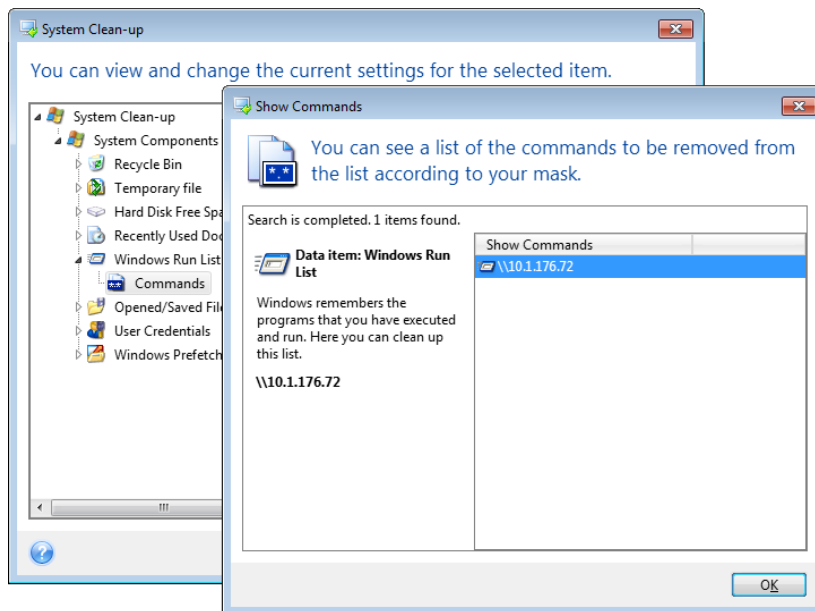 System Clean-up
You can view and change the current settings for the selected item.
System Clean-up
System Components
Recycle Bin
Temporary file
Hard Disk Free Spa
Recently Used Doc
Windows Run List
Commands
Opened/Saved File
User Credentials
Windows Prefetch
Show Commands
You can see a list of the commands to be removed from
the list according to your mask.
Search is completed. 1 items found.
Data item: Windows Run
List
Windows remembers the
programs that you have executed
and run. Here you can clean up
this list.
\\10.1.176.72
Show Commands
\\10.1.176.72
OK